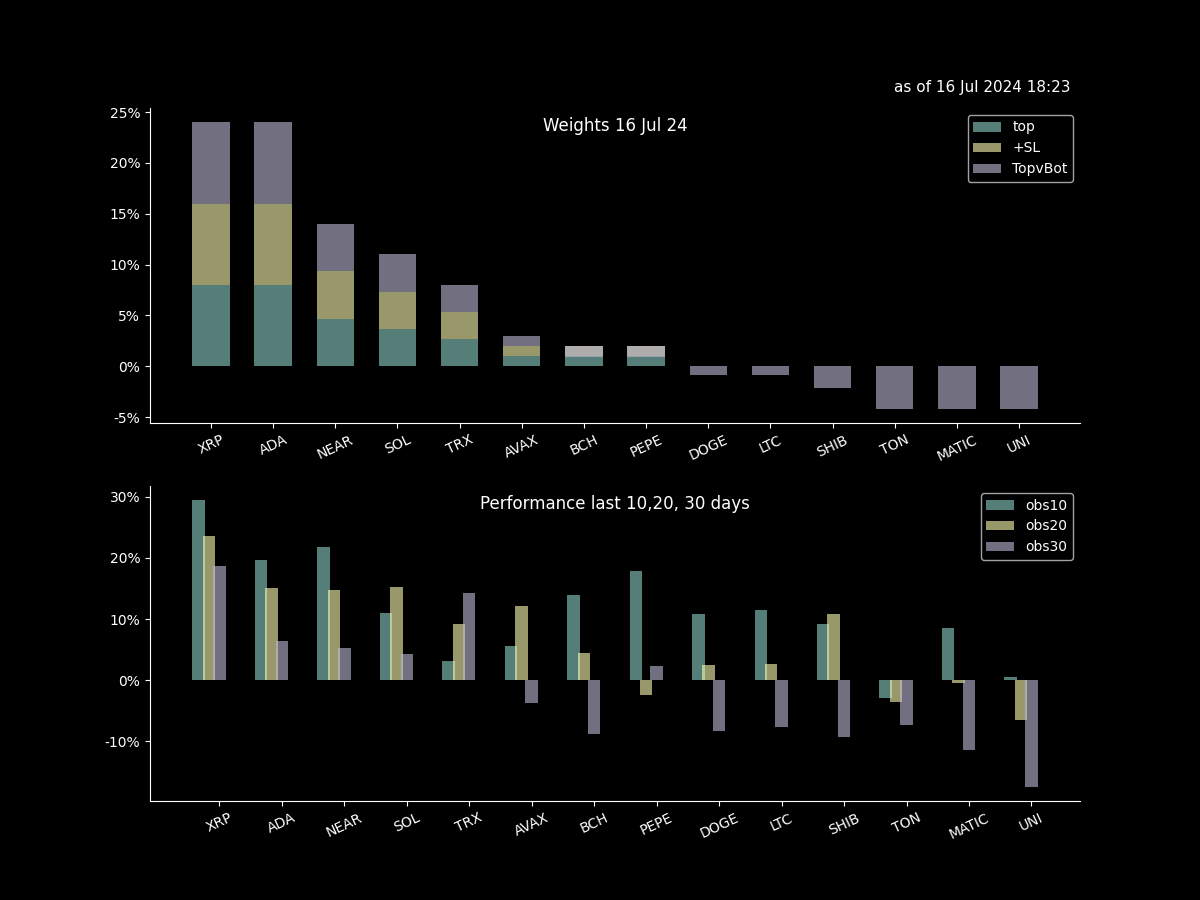 as of 16 Jul 2024 18:23
Weights 16 Jul 24
top
+SL
TopvBot
25%
20%
15%
10%
5%
0%
-5%
XRP ADA NEAR SOL TRX AVAX BCH PEPE DOGE LTC SHIB TON MATIC UNI
Performance last 10,20, 30 days
obs10
obs20
obs30
30%
20%
10%
0%
-10%
XRP ADA NEAR SOL TRX AVAX BCH PEPE DOGE LTC SHIB TON MATIC UNI